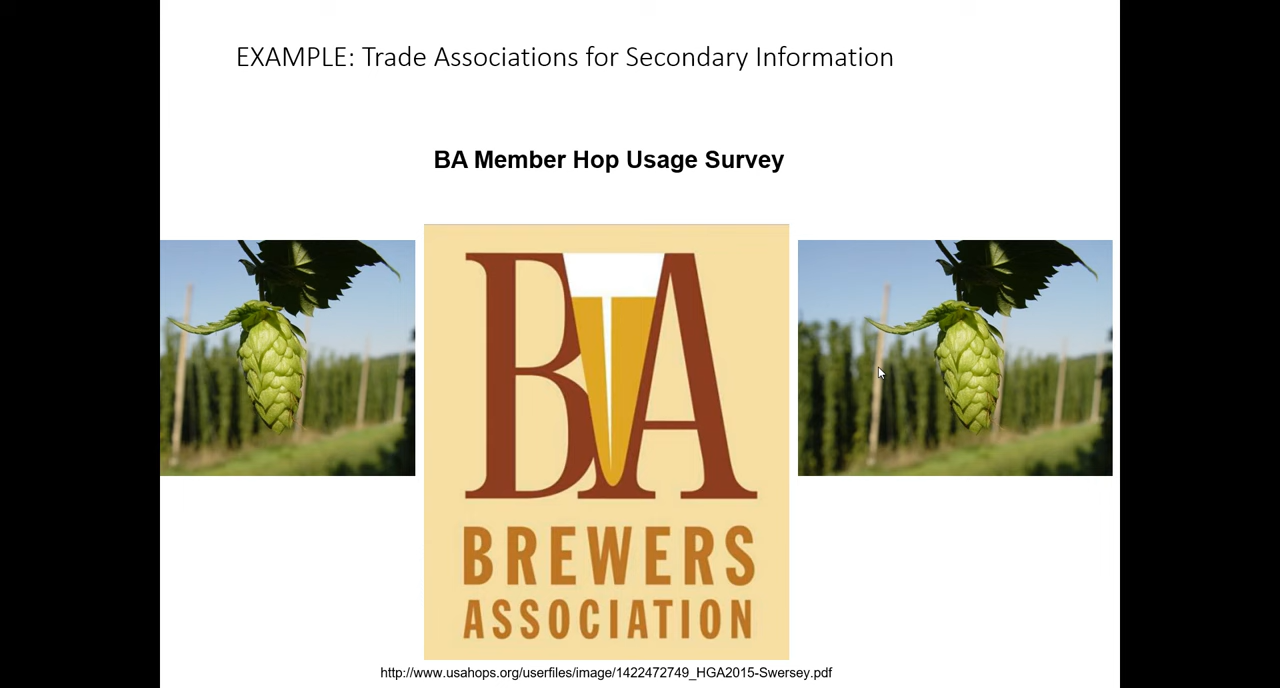 EXAMPLE: Trade Associations for Secondary Information
BA Member Hop Usage Survey
BA
BREWERS
ASSOCIATION
http://www.usahops.org/userfiles/image/1422472749_HGA2015-Swersey.pdf